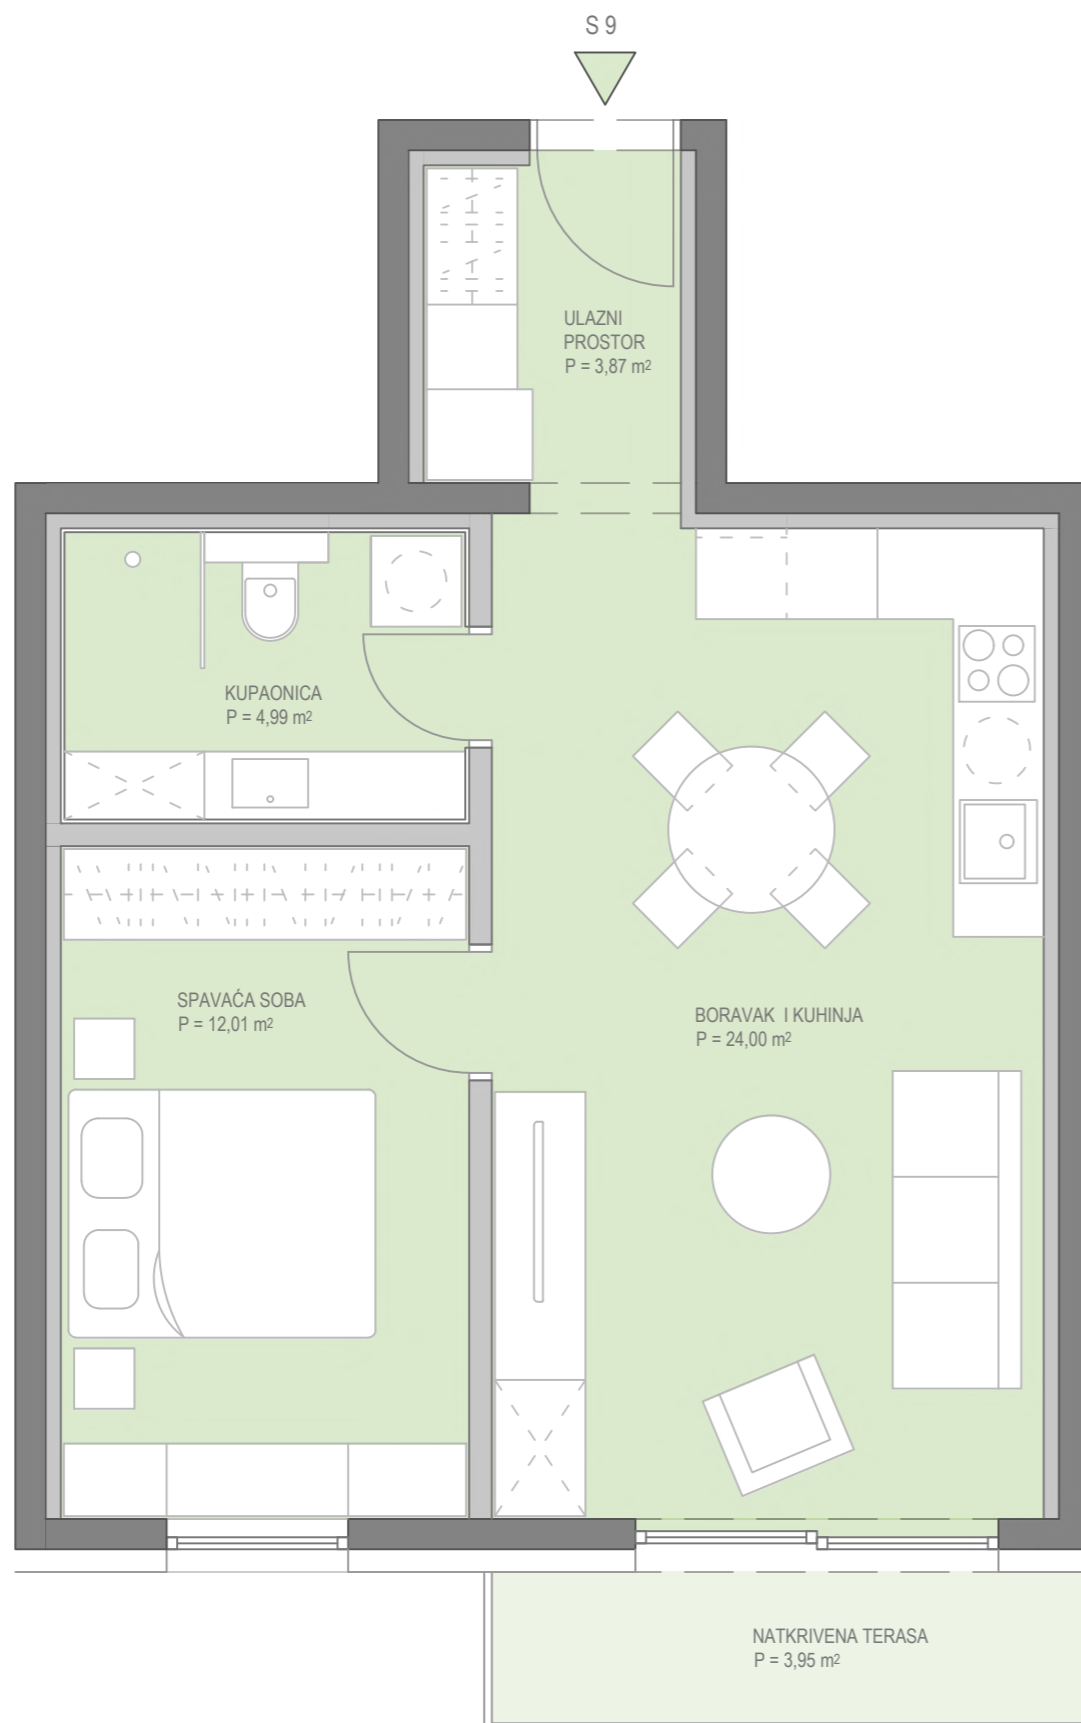 S 9
ULAZNI
PROSTOR
P = 3,87 m²
KUPAONICA
P = 4,99 m²
SPAVAĆA SOBA
P = 12,01 m²
BORAVAK I KUHINJA
P = 24,00 m²
NATKRIVENA TERASA
P = 3,95 m²